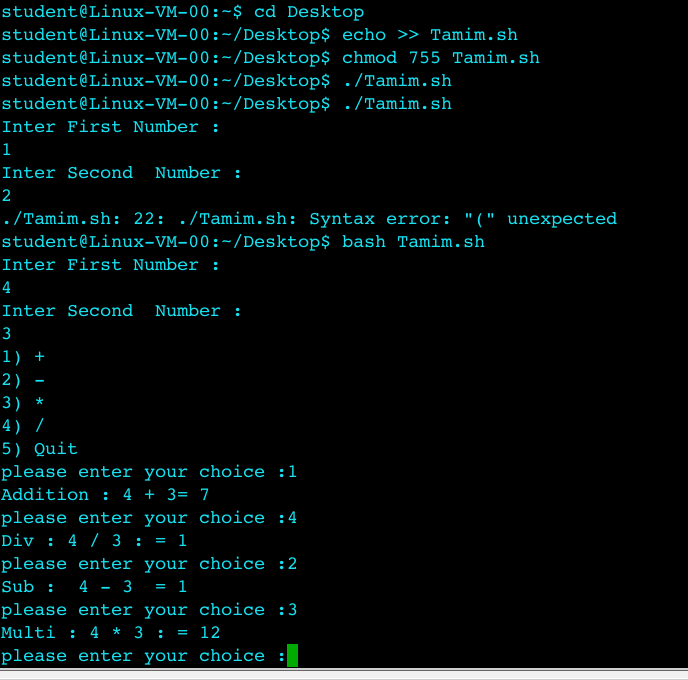 student@Linux-VM-00:~$ cd Desktop
student@Linux-VM-00:~/Desktop$ echo >> Tamim.sh
student@Linux-VM-00:~/Desktop$ chmod 755 Tamim.sh
student@Linux-VM-00:~/Desktop$ ./Tamim.sh
student@Linux-VM-00:~/Desktop$ ./Tamim.sh
Inter First Number :
1
Inter Second  Number :
2
./Tamim.sh: 22: ./Tamim.sh: Syntax error: "(" unexpected
student@Linux-VM-00:~/Desktop$ bash Tamim.sh
Inter First Number :
4
Inter Second  Number :
3
1) +
2) -
3) *
4) /
5) Quit
please enter your choice :1
Addition : 4 + 3= 7
please enter your choice :4
Div : 4 / 3 : = 1
please enter your choice :2
Sub :  4 - 3  = 1
please enter your choice :3
Multi : 4 * 3 : = 12
please enter your choice :